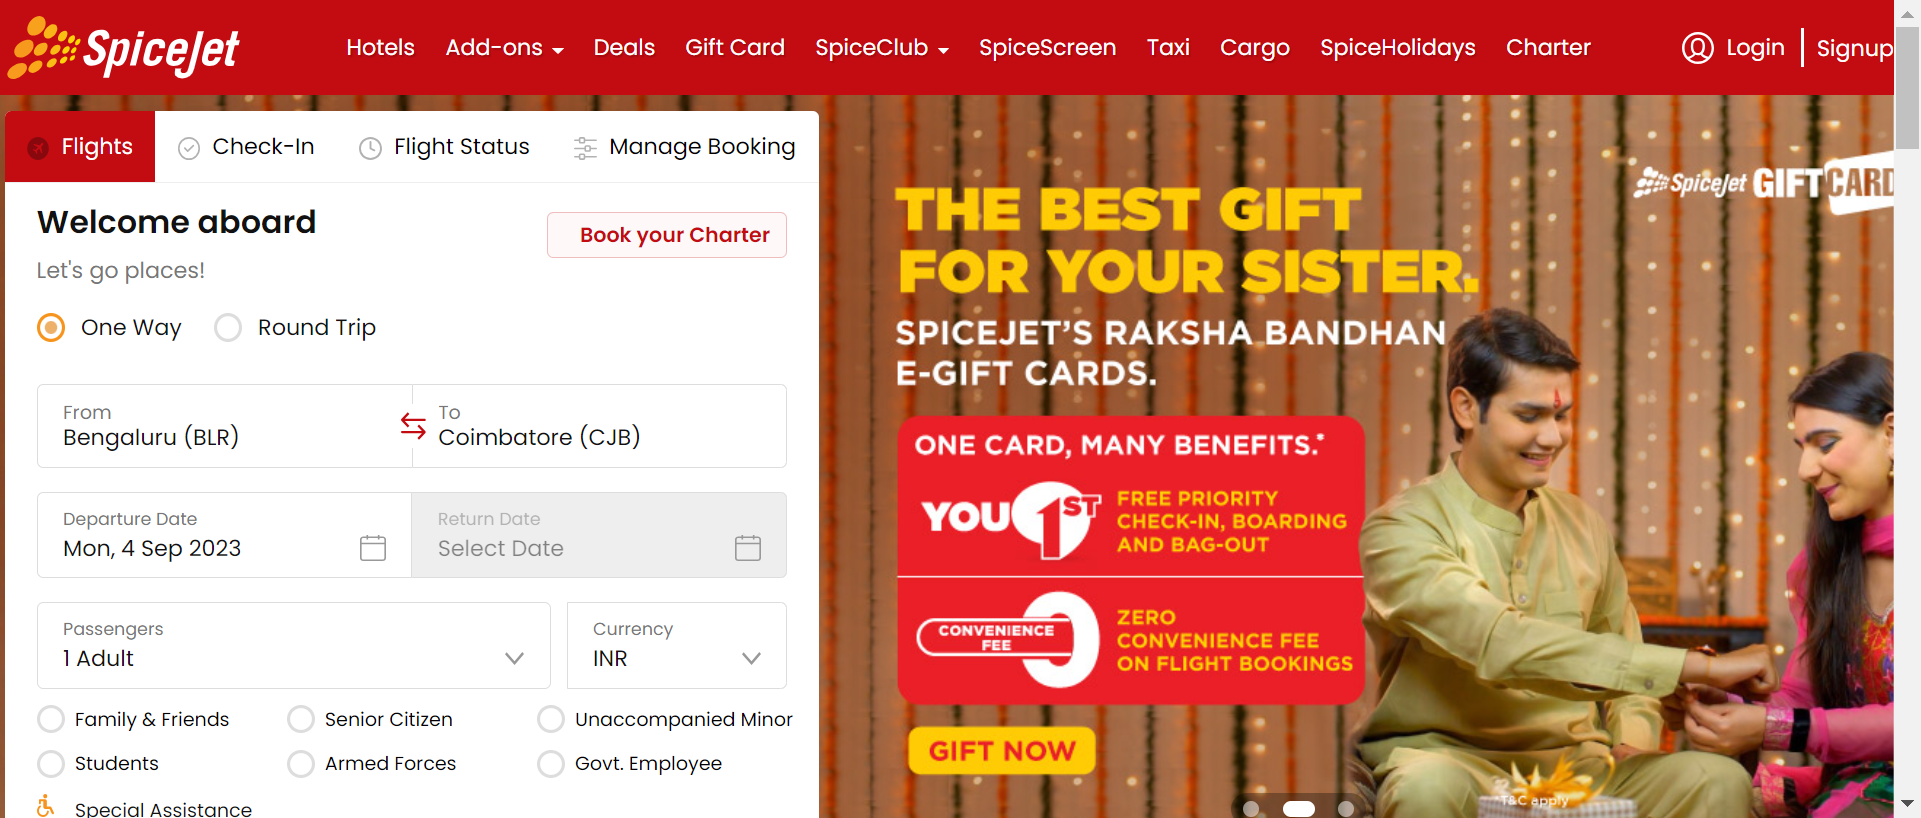 SpiceJet
Hotels Add-ons Deals Gift Card SpiceClub SpiceScreen Taxi Cargo SpiceHolidays Charter Login Signup
Flights Check-In Flight Status Manage Booking
Welcome aboard
Book your Charter
Let's go places!
One Way Round Trip
From
Bengaluru (BLR)
To
Coimbatore (CJB)
Departure Date
Mon, 4 Sep 2023
Return Date
Select Date
Passengers
1 Adult
Currency
INR
Family & Friends Senior Citizen Unaccompanied Minor
Students Armed Forces Govt. Employee
Special Assistance
SpiceJet GIFT CARD
THE BEST GIFT
FOR YOUR SISTER.
SPICEJET'S RAKSHA BANDHAN
E-GIFT CARDS.
ONE CARD, MANY BENEFITS.*
YOU 1ST
FREE PRIORITY
CHECK-IN, BOARDING
AND BAG-OUT
CONVENIENCE
FEE
0
ZERO
CONVENIENCE FEE
ON FLIGHT BOOKINGS
GIFT NOW
*T&C apply